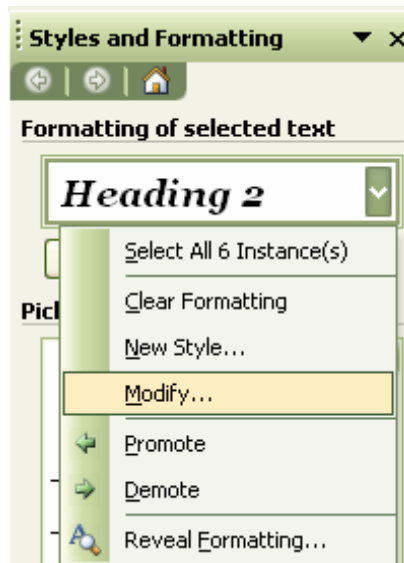 Styles and Formatting
Formatting of selected text
Heading 2
Select All 6 Instance(s)
Clear Formatting
New Style...
Modify...
Promote
Demote
Reveal Formatting...